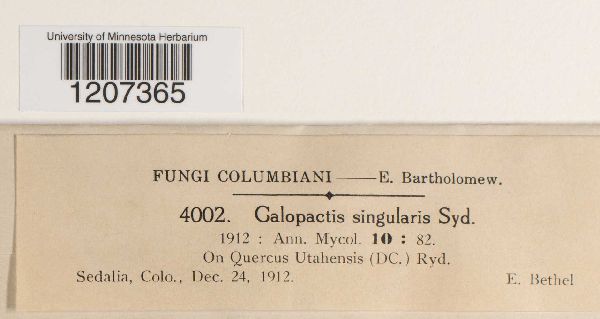 University of Minnesota Herbarium
1207365
FUNGI COLUMBIANI — E. Bartholomew.
4002. Calopactis singularis Syd.
1912 : Ann. Mycol. 10 : 82.
On Quercus Utahensis (DC.) Ryd.
Sedalia, Colo., Dec. 24, 1912. E. Bethel